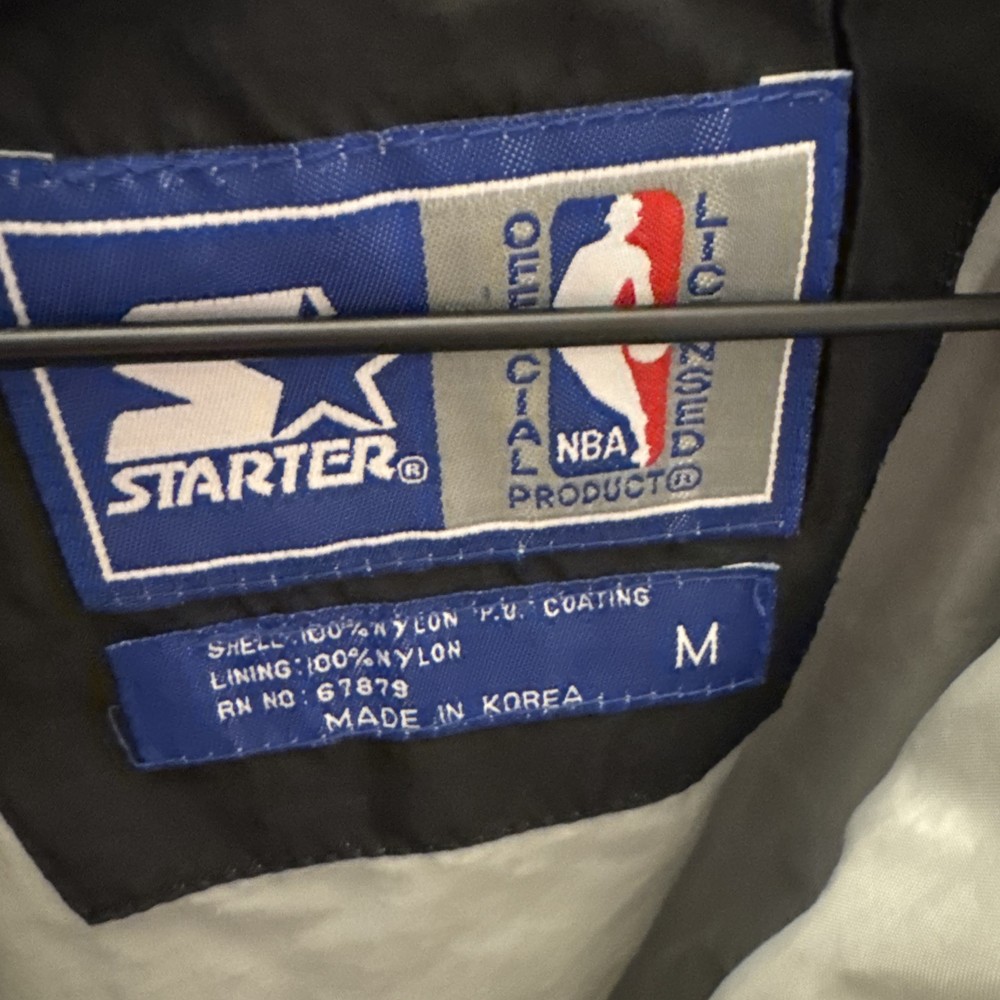 STARTER®
OFFICIAL
LICENSED
NBA
PRODUCT®
SHELL:100%NYLON P.U. COATING
LINING:100%NYLON
RN NO: 67879
MADE IN KOREA
M